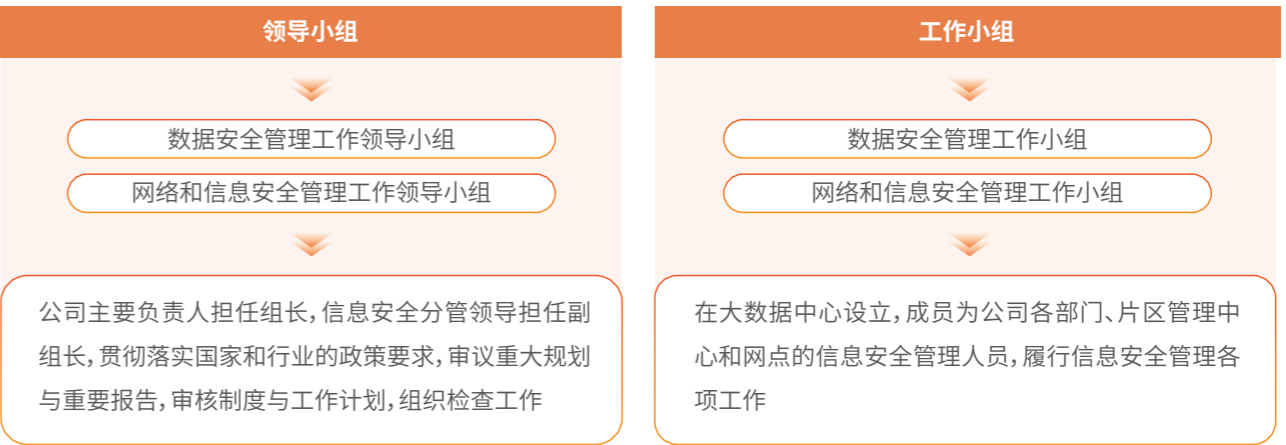 领导小组
数据安全管理工作领导小组
网络和信息安全管理工作领导小组
公司主要负责人担任组长，信息安全分管领导担任副
组长，贯彻落实国家和行业的政策要求，审议重大规划
与重要报告，审核制度与工作计划，组织检查工作
工作小组
数据安全管理工作小组
网络和信息安全管理工作小组
在大数据中心设立，成员为公司各部门、片区管理中
心和网点的信息安全管理人员，履行信息安全管理各
项工作